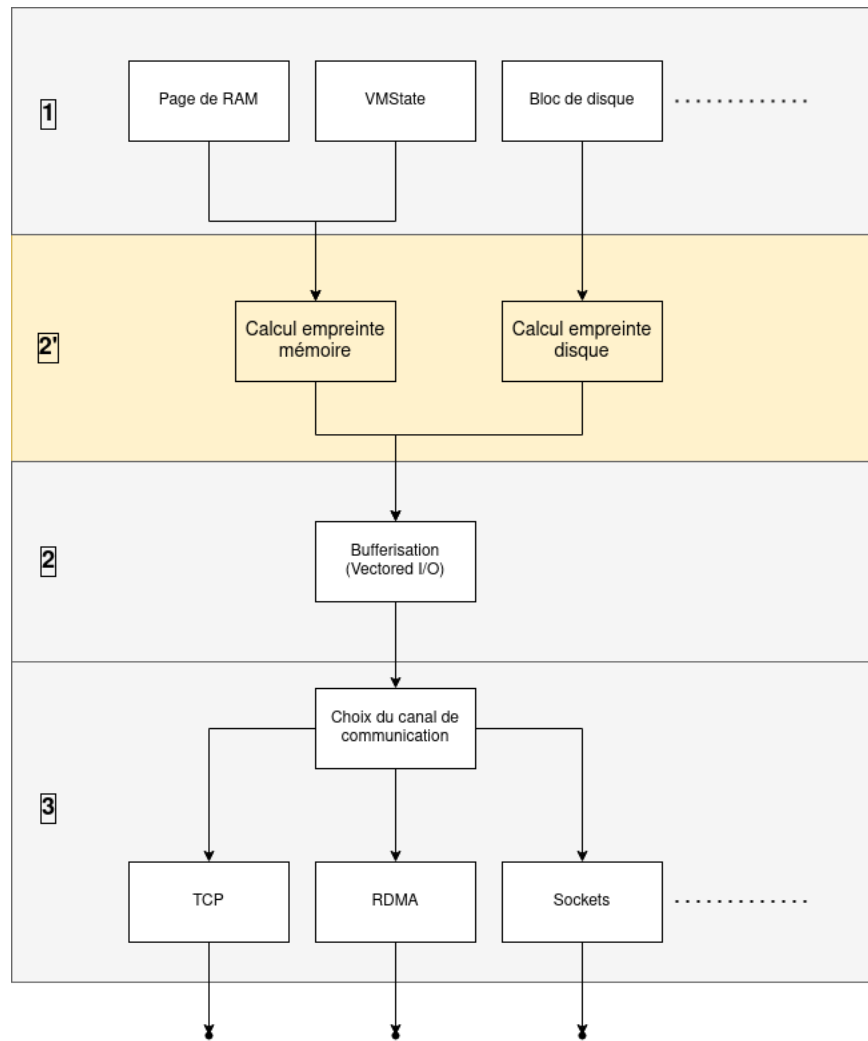 1
Page de RAM
VMState
Bloc de disque
2'
Calcul empreinte
mémoire
Calcul empreinte
disque
2
Bufferisation
(Vectored I/O)
3
Choix du canal de
communication
TCP
RDMA
Sockets